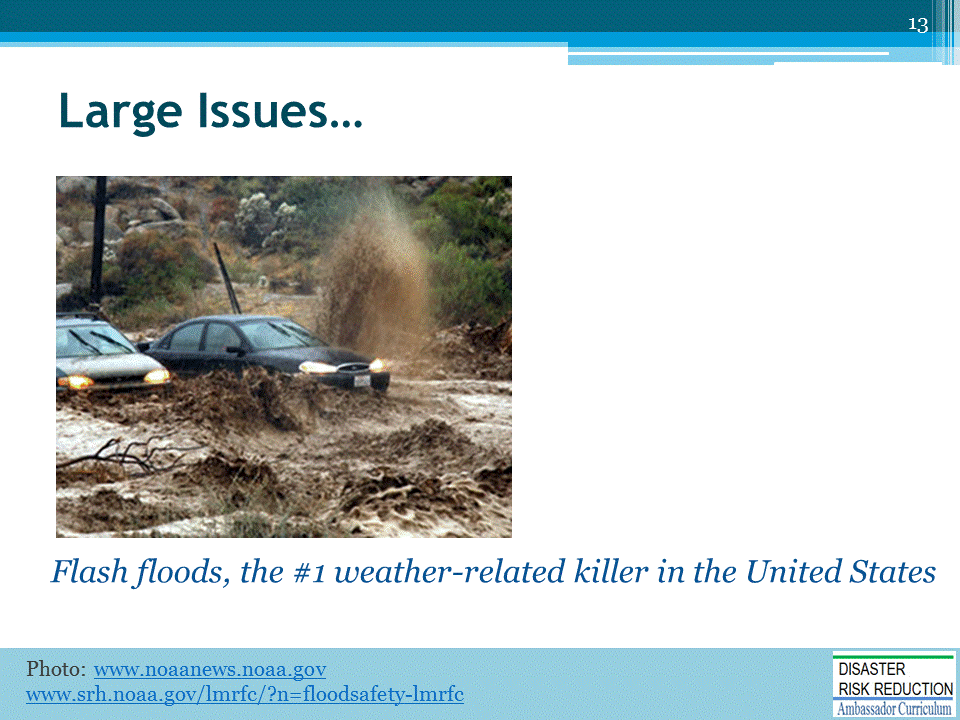 13
Large Issues…
Flash floods, the #1 weather-related killer in the United States
Photo: www.noaanews.noaa.gov
www.srh.noaa.gov/lmrfc/?n=floodsafety-lmrfc
DISASTER
RISK REDUCTION
Ambassador Curriculum